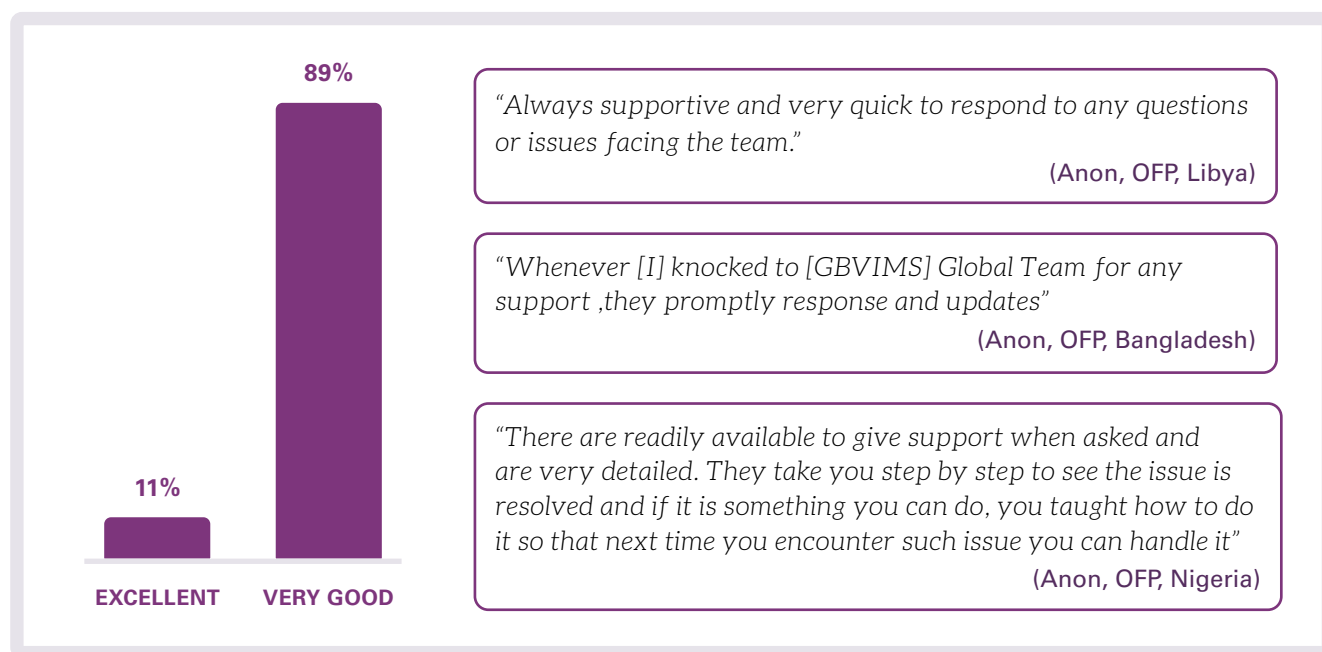 89%
11%
EXCELLENT
VERY GOOD
“Always supportive and very quick to respond to any questions
or issues facing the team.”
(Anon, OFP, Libya)
“Whenever [I] knocked to [GBVIMS] Global Team for any
support ,they promptly response and updates”
(Anon, OFP, Bangladesh)
“There are readily available to give support when asked and
are very detailed. They take you step by step to see the issue is
resolved and if it is something you can do, you taught how to do
it so that next time you encounter such issue you can handle it”
(Anon, OFP, Nigeria)